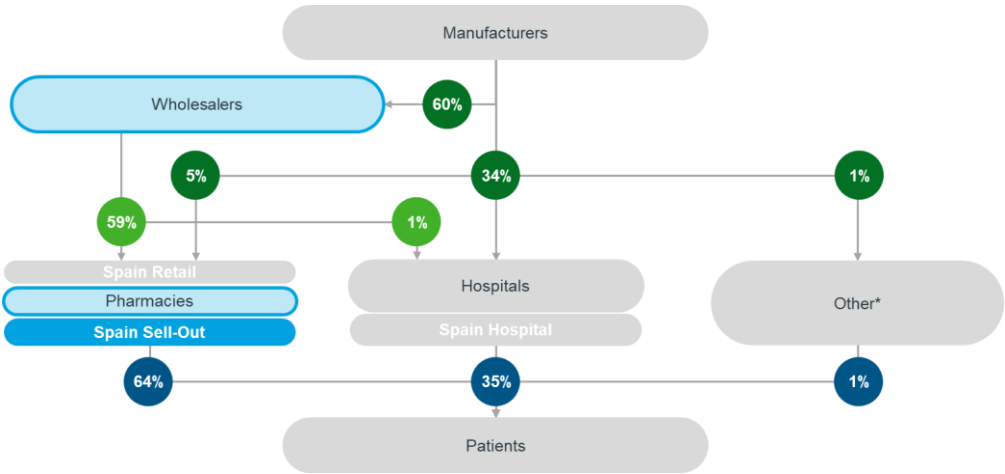 Manufacturers
Wholesalers
60%
5%
34%
1%
59%
1%
Spain Retail
Pharmacies
Spain Sell-Out
Hospitals
Spain Hospital
Other*
64%
35%
1%
Patients